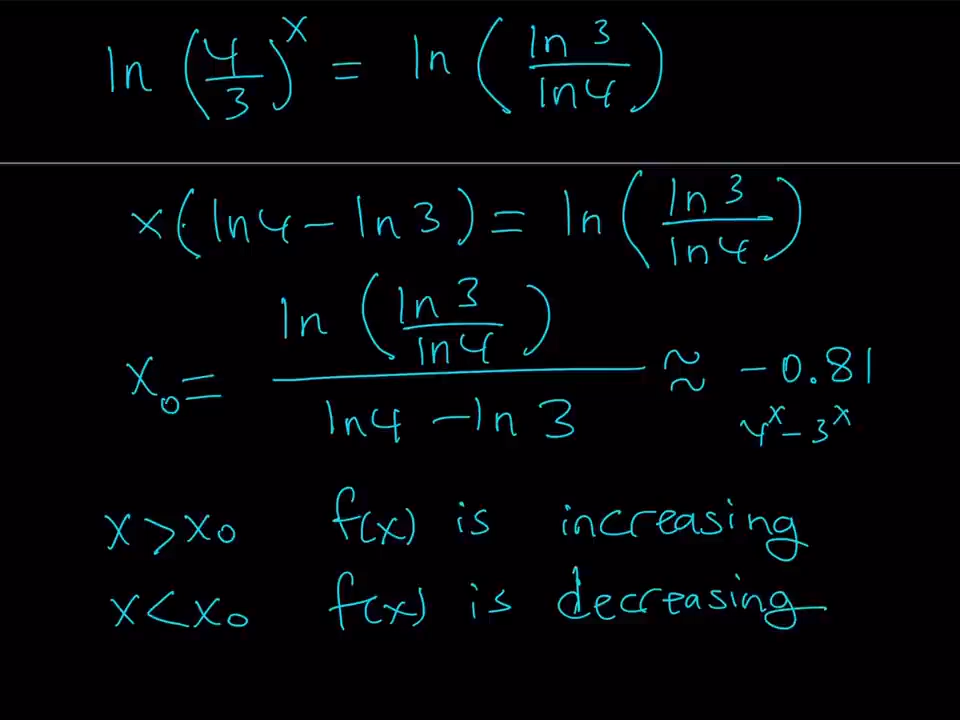 ln (4/3)^x = ln (ln 3 / ln 4)
x(ln 4 - ln 3) = ln (ln 3 / ln 4)
x₀ = ln (ln 3 / ln 4) / (ln 4 - ln 3) ≈ -0.81
4^x - 3^x
x > x₀ f(x) is increasing
x < x₀ f(x) is decreasing